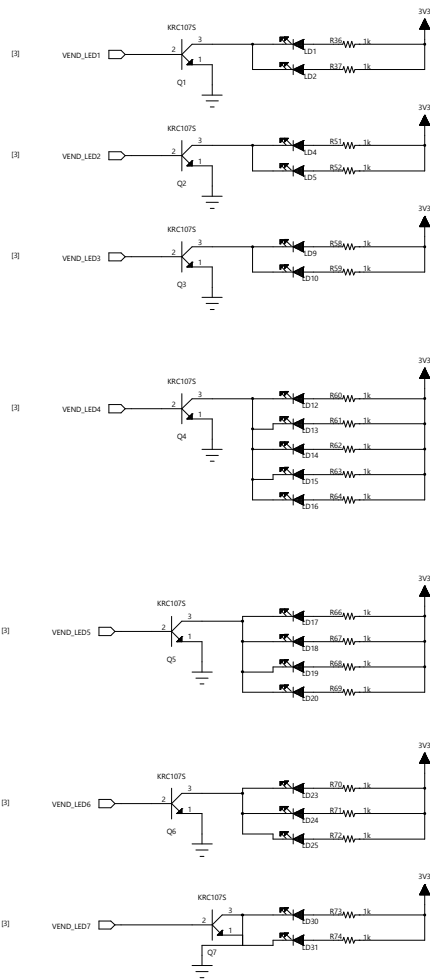 3V3
KRC107S
[3] VEND_LED1 2 3 1 R36 1k
LD1
R37 1k
LD2
Q1
3V3
KRC107S
[3] VEND_LED2 2 3 1 R51 1k
LD4
R52 1k
LD5
Q2
3V3
KRC107S
[3] VEND_LED3 2 3 1 R58 1k
LD9
R59 1k
LD10
Q3
3V3
KRC107S
[3] VEND_LED4 2 3 1 R60 1k
LD12
R61 1k
LD13
Q4
R62 1k
LD14
R63 1k
LD15
R64 1k
LD16
3V3
KRC107S
[3] VEND_LED5 2 3 1 R66 1k
LD17
R67 1k
LD18
Q5
R68 1k
LD19
R69 1k
LD20
3V3
KRC107S
[3] VEND_LED6 2 3 1 R70 1k
LD23
R71 1k
LD24
Q6
R72 1k
LD25
3V3
KRC107S
[3] VEND_LED7 2 3 1 R73 1k
LD30
R74 1k
LD31
Q7